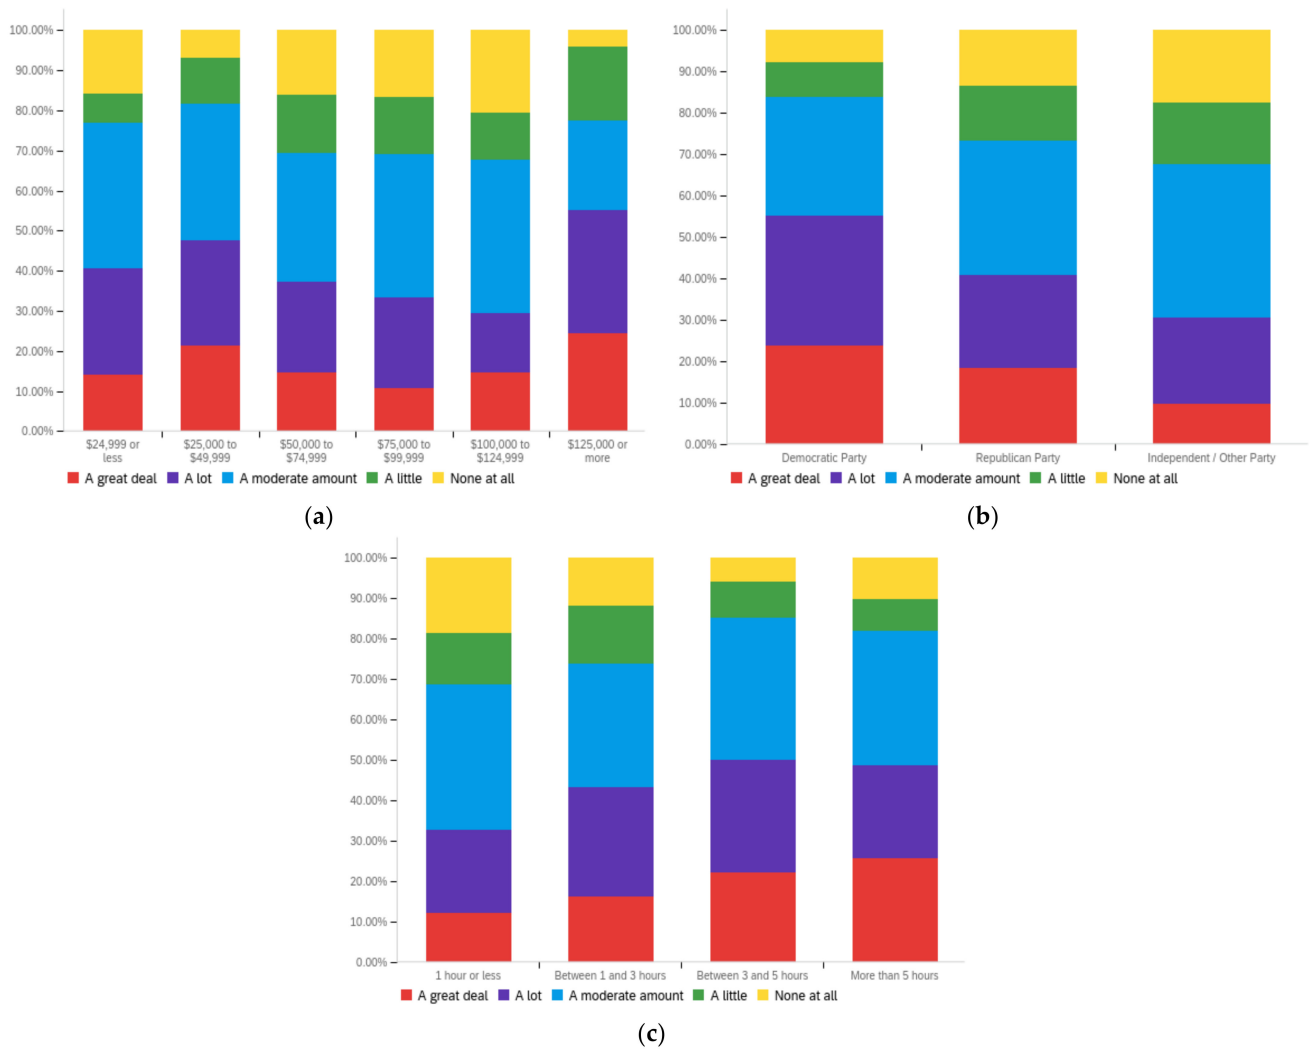 100.00%
90.00%
80.00%
70.00%
60.00%
50.00%
40.00%
30.00%
20.00%
10.00%
0.00%
$24,999 or less
$25,000 to $49,999
$50,000 to $74,999
$75,000 to $99,999
$100,000 to $124,999
$125,000 or more
A great deal A lot A moderate amount A little None at all
(a)
100.00%
90.00%
80.00%
70.00%
60.00%
50.00%
40.00%
30.00%
20.00%
10.00%
0.00%
Democratic Party Republican Party Independent / Other Party
A great deal A lot A moderate amount A little None at all
(b)
100.00%
90.00%
80.00%
70.00%
60.00%
50.00%
40.00%
30.00%
20.00%
10.00%
0.00%
1 hour or less Between 1 and 3 hours Between 3 and 5 hours More than 5 hours
A great deal A lot A moderate amount A little None at all
(c)